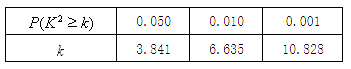 P(K² ≥ k) 0.050 0.010 0.001
k 3.841 6.635 10.828